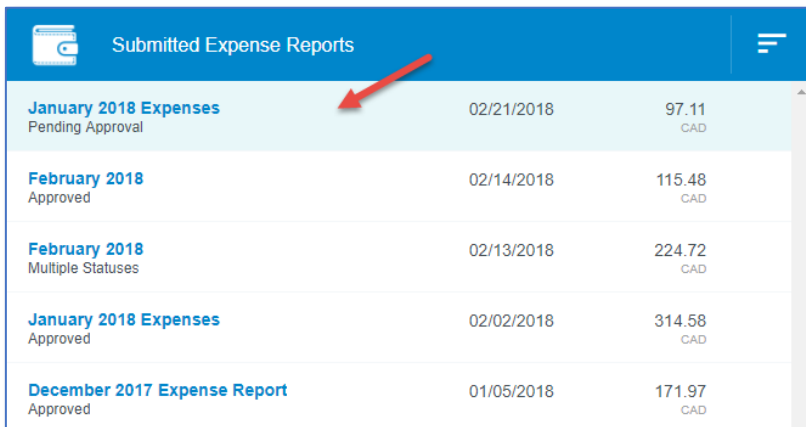 Submitted Expense Reports
January 2018 Expenses 02/21/2018 97.11
Pending Approval CAD
February 2018 02/14/2018 115.48
Approved CAD
February 2018 02/13/2018 224.72
Multiple Statuses CAD
January 2018 Expenses 02/02/2018 314.58
Approved CAD
December 2017 Expense Report 01/05/2018 171.97
Approved CAD